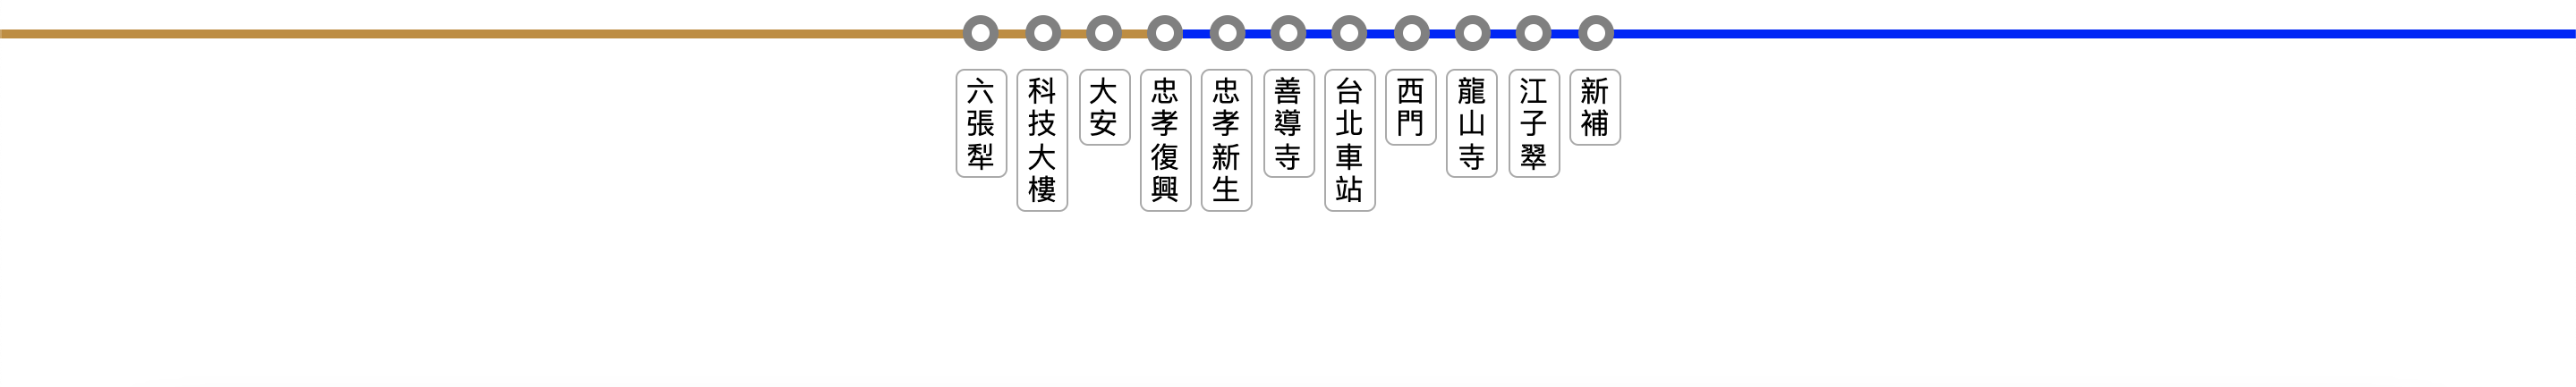 六張犁
科技大樓
大安
忠孝復興
忠孝新生
善導寺
台北車站
西門
龍山寺
江子翠
新補